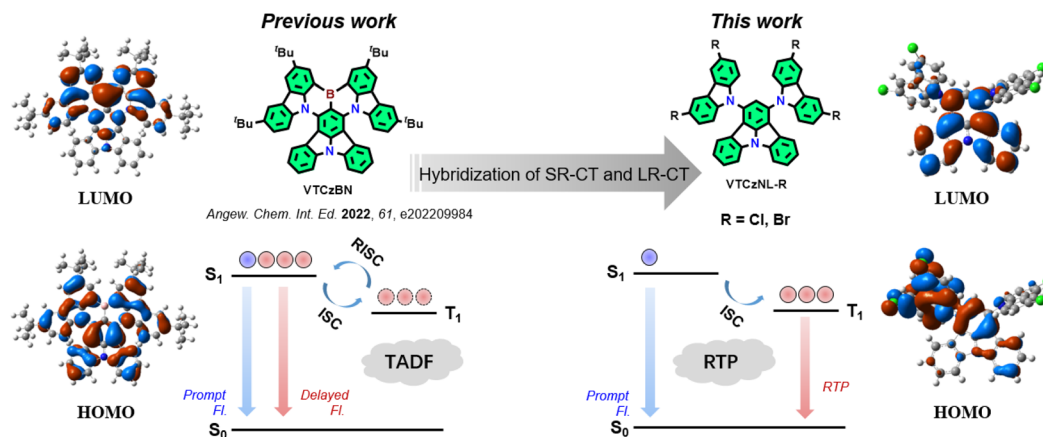 Previous work
This work
LUMO
ᵗBu
ᵗBu
B
N
N
ᵗBu
ᵗBu
N
VTCzBN
Angew. Chem. Int. Ed. 2022, 61, e202209984
Hybridization of SR-CT and LR-CT
R
R
N
N
R
R
N
VTCzNL-R
R = Cl, Br
LUMO
HOMO
S₁
RISC
ISC
T₁
TADF
Prompt
Fl.
Delayed
Fl.
S₀
S₁
ISC
T₁
RTP
Prompt
Fl.
RTP
S₀
HOMO